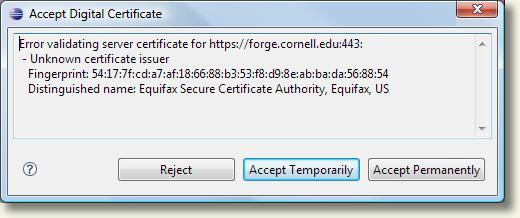 Accept Digital Certificate
Error validating server certificate for https://forge.cornell.edu:443:
- Unknown certificate issuer
Fingerprint: 54:17:7f:cd:a7:af:18:66:88:b3:53:f8:d9:8e:ab:ba:da:56:88:54
Distinguished name: Equifax Secure Certificate Authority, Equifax, US
Reject
Accept Temporarily
Accept Permanently